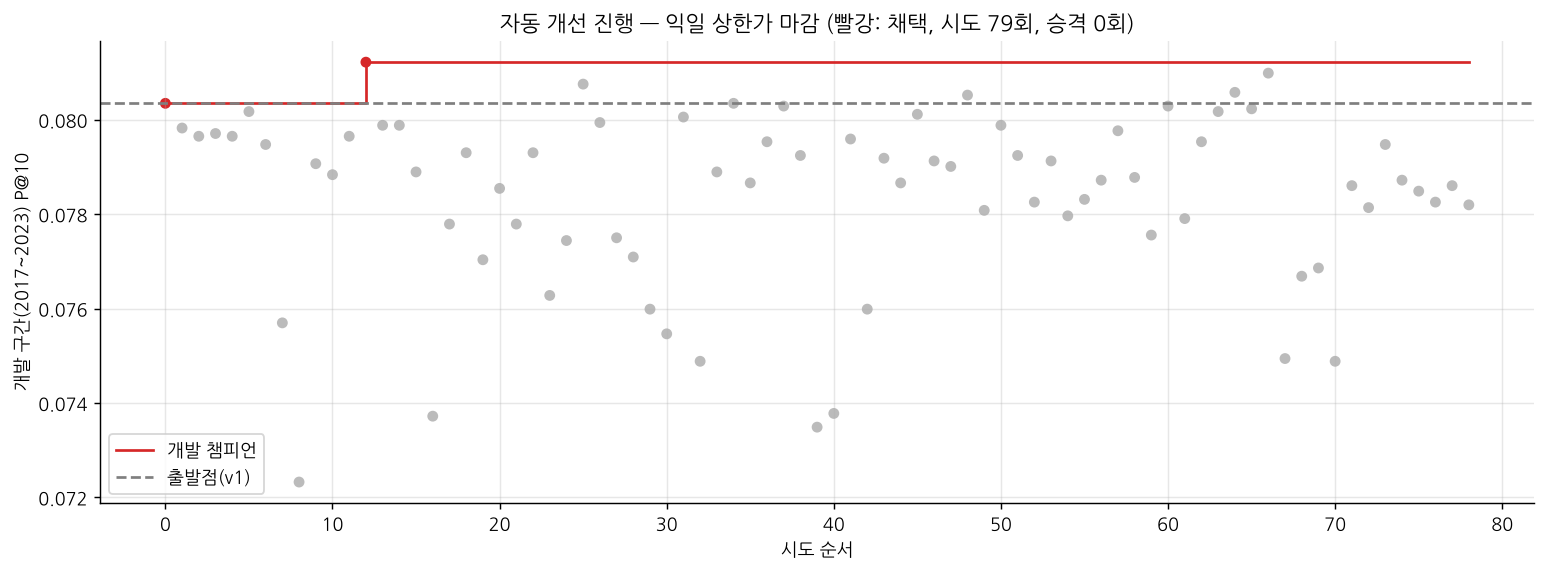 자동 개선 진행 — 익일 상한가 마감 (빨강: 채택, 시도 79회, 승격 0회)
개발 구간(2017~2023) P@10
0.080
0.078
0.076
0.074
0.072
개발 챔피언
출발점(v1)
0 10 20 30 40 50 60 70 80
시도 순서